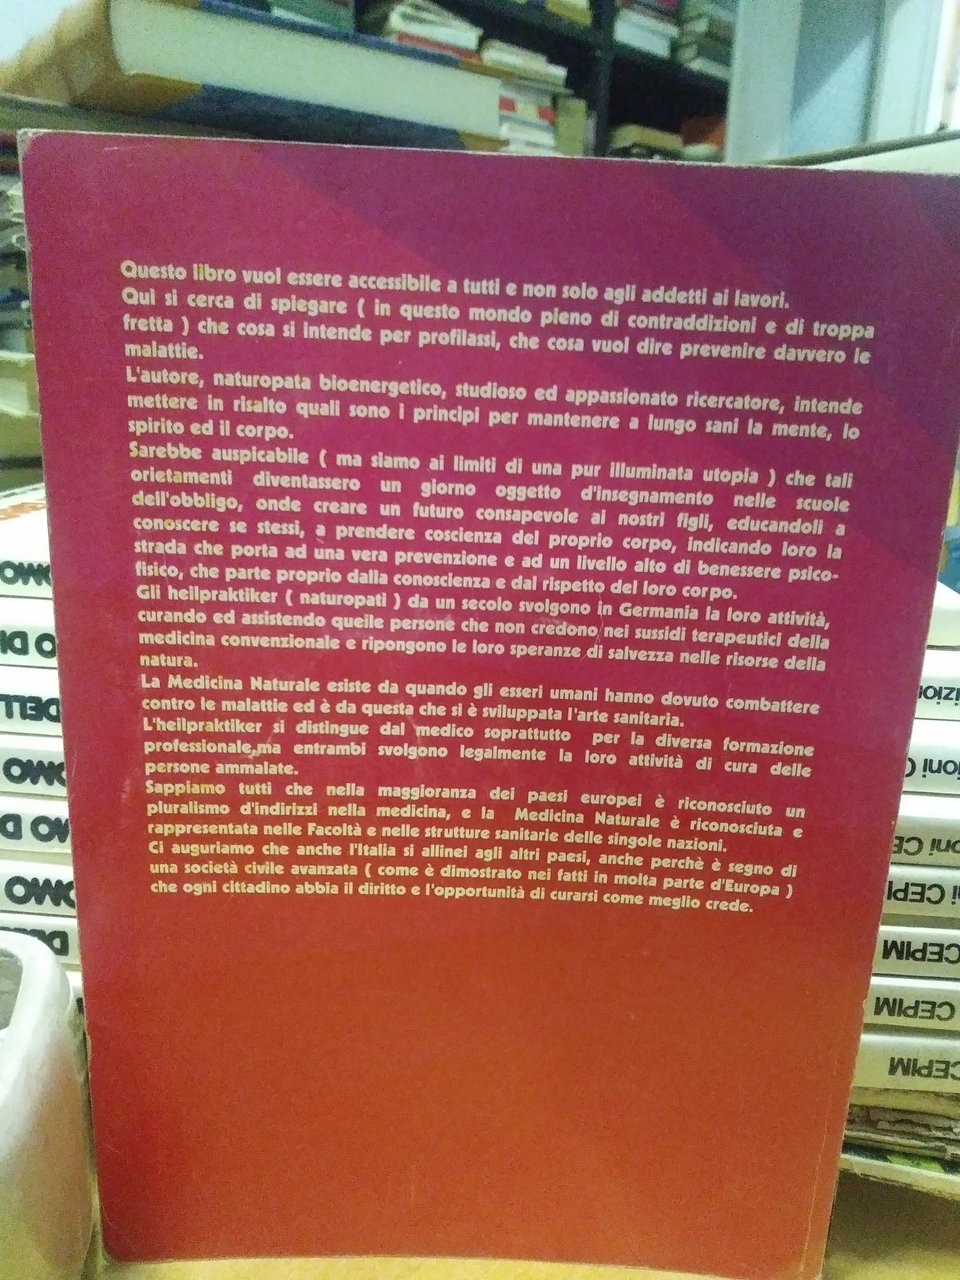 Questo libro vuol essere accessibile a tutti e non solo agli addetti ai lavori.
Qui si cerca di spiegare ( in questo mondo pieno di contraddizioni e di troppa
fretta ) che cosa si intende per profilassi, che cosa vuol dire prevenire davvero le
malattie.
L'autore, naturopata bioenergetico, studioso ed appassionato ricercatore, intende
mettere in risalto quali sono i principi per mantenere a lungo sani la mente, lo
spirito ed il corpo.
Sarebbe auspicabile ( ma siamo ai limiti di una pur illuminata utopia ) che tali
orietamenti diventassero un giorno oggetto d'insegnamento nelle scuole
dell'obbligo, onde creare un futuro consapevole ai nostri figli, educandoli a
conoscere se stessi, a prendere coscienza del proprio corpo, indicando loro la
strada che porta ad una vera prevenzione e ad un livello alto di benessere psico-
fisico, che parte proprio dalla conoscienza e dal rispetto del loro corpo.
Gli heilpraktiker ( naturopati ) da un secolo svolgono in Germania la loro attività,
curando ed assistendo quelle persone che non credono nei sussidi terapeutici della
medicina convenzionale e ripongono le loro speranze di salvezza nelle risorse della
natura.
La Medicina Naturale esiste da quando gli esseri umani hanno dovuto combattere
contro le malattie ed è da questa che si è sviluppata l'arte sanitaria.
L'heilpraktiker si distingue dal medico soprattutto per la diversa formazione
professionale,ma entrambi svolgono legalmente la loro attività di cura delle
persone ammalate.
Sappiamo tutti che nella maggioranza dei paesi europei è riconosciuto un
pluralismo d'indirizzi nella medicina, e la Medicina Naturale è riconosciuta e
rappresentata nelle Facoltà e nelle strutture sanitarie delle singole nazioni.
Ci auguriamo che anche l'Italia si allinei agli altri paesi, anche perchè è segno di
una società civile avanzata ( come è dimostrato nei fatti in molta parte d'Europa )
che ogni cittadino abbia il diritto e l'opportunità di curarsi come meglio crede.
CEPIM
CEPIM
CEPIM